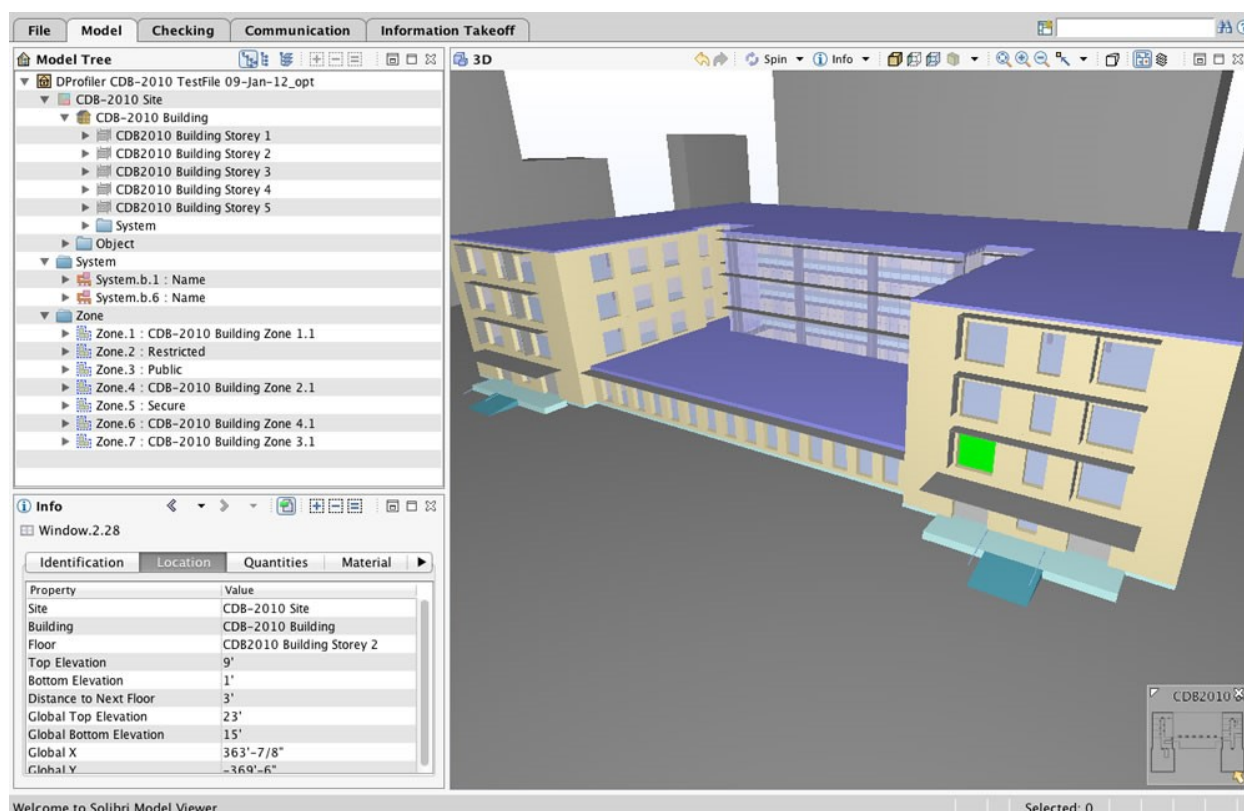 File Model Checking Communication Information Takeoff
Model Tree
DProfiler CDB-2010 TestFile 09-Jan-12_opt
CDB-2010 Site
CDB-2010 Building
CDB2010 Building Storey 1
CDB2010 Building Storey 2
CDB2010 Building Storey 3
CDB2010 Building Storey 4
CDB2010 Building Storey 5
System
Object
System
System.b.1 : Name
System.b.6 : Name
Zone
Zone.1 : CDB-2010 Building Zone 1.1
Zone.2 : Restricted
Zone.3 : Public
Zone.4 : CDB-2010 Building Zone 2.1
Zone.5 : Secure
Zone.6 : CDB-2010 Building Zone 4.1
Zone.7 : CDB-2010 Building Zone 3.1
Info
Window.2.28
Identification Location Quantities Material
Property Value
Site CDB-2010 Site
Building CDB-2010 Building
Floor CDB2010 Building Storey 2
Top Elevation 9'
Bottom Elevation 1'
Distance to Next Floor 3'
Global Top Elevation 23'
Global Bottom Elevation 15'
Global X 363'-7/8"
Global Y -369'-6"
3D Spin Info
CDB2010
Welcome to Solibri Model Viewer Selected: 0